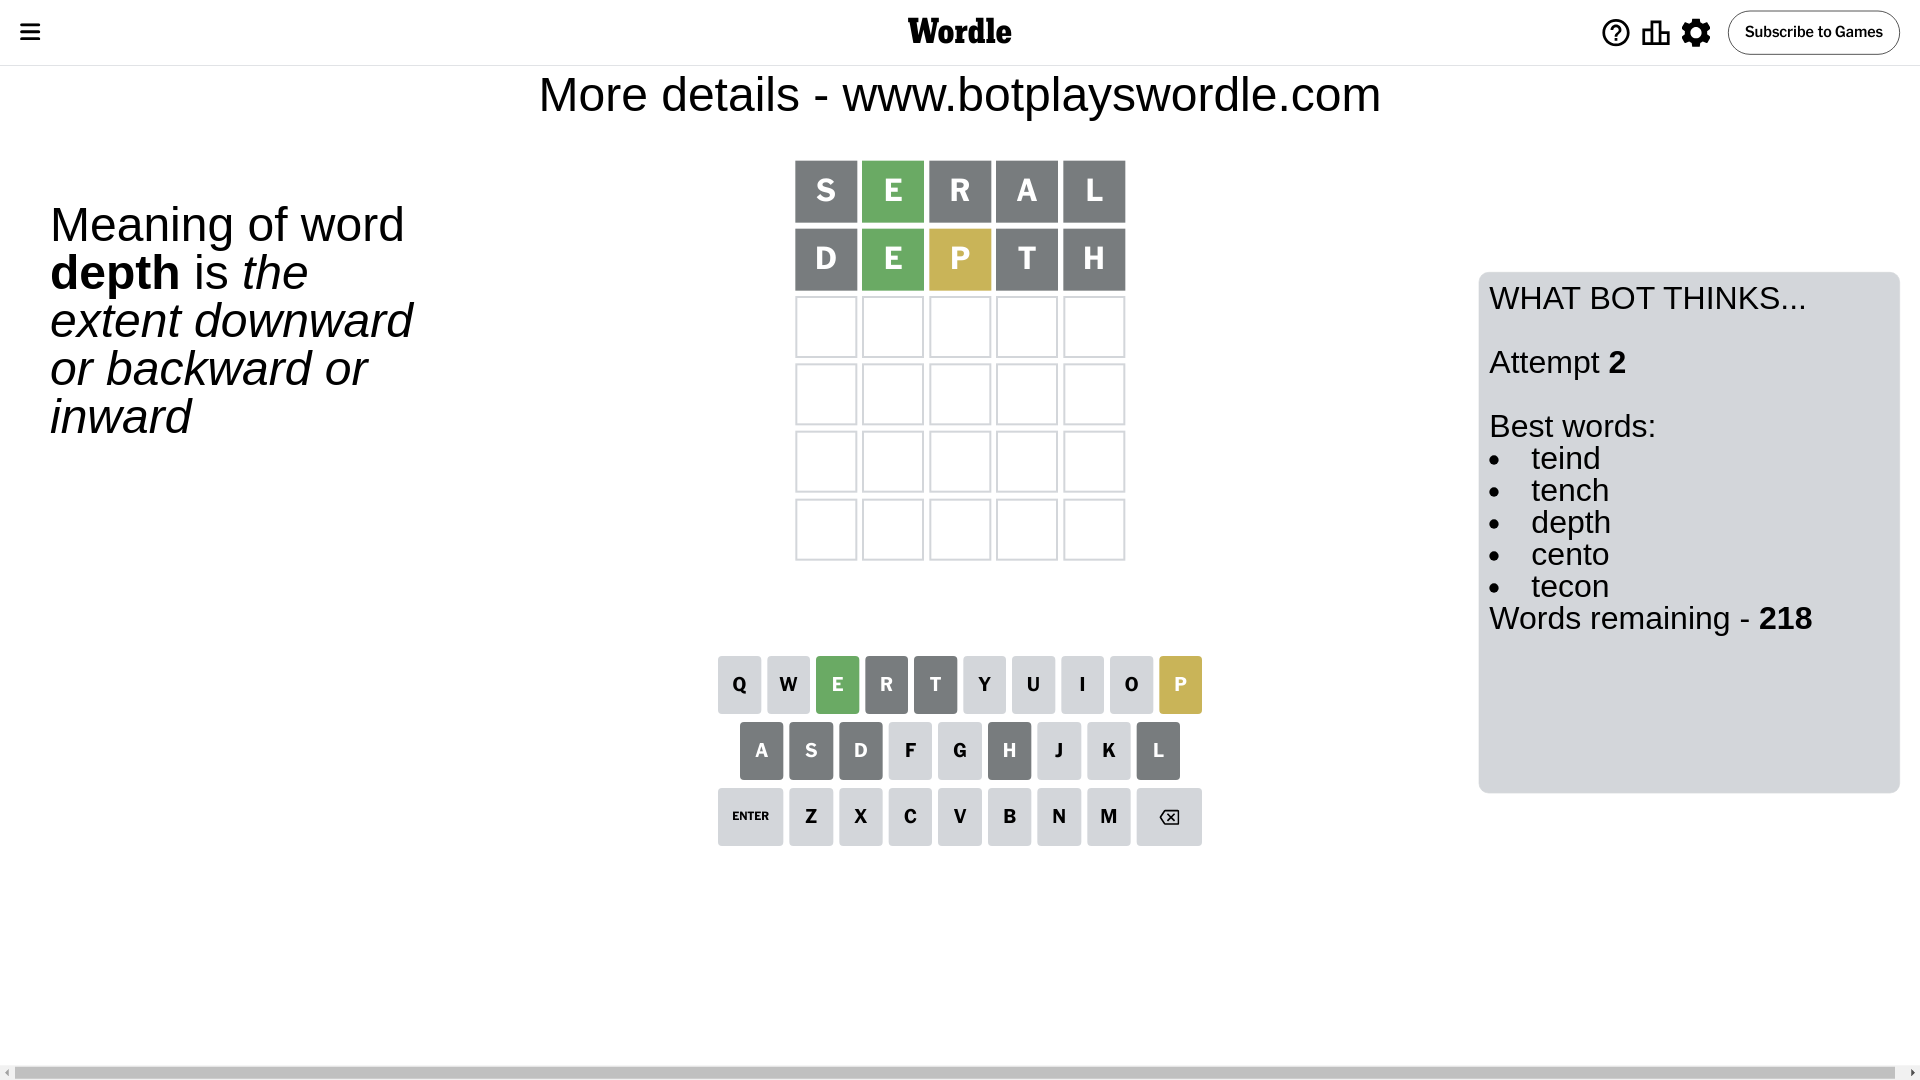 Wordle
Subscribe to Games
More details - www.botplayswordle.com
Meaning of word
depth is the
extent downward
or backward or
inward
S E R A L
D E P T H
WHAT BOT THINKS...
Attempt 2
Best words:
• teind
• tench
• depth
• cento
• tecon
Words remaining - 218
Q W E R T Y U I O P
A S D F G H J K L
ENTER Z X C V B N M